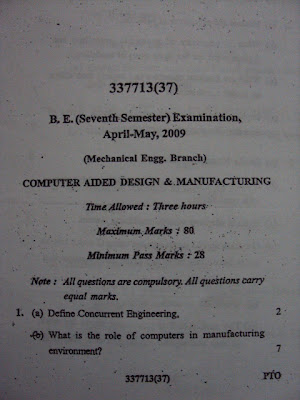 337713(37)
B. E. (Seventh Semester) Examination,
April-May, 2009
(Mechanical Engg. Branch)
COMPUTER AIDED DESIGN & MANUFACTURING
Time Allowed : Three hours
Maximum Marks : 80
Minimum Pass Marks : 28
Note : All questions are compulsory. All questions carry
equal marks.
1. (a) Define Concurrent Engineering, 2
(b) What is the role of computers in manufacturing
environment? 7
337713(37) PTO